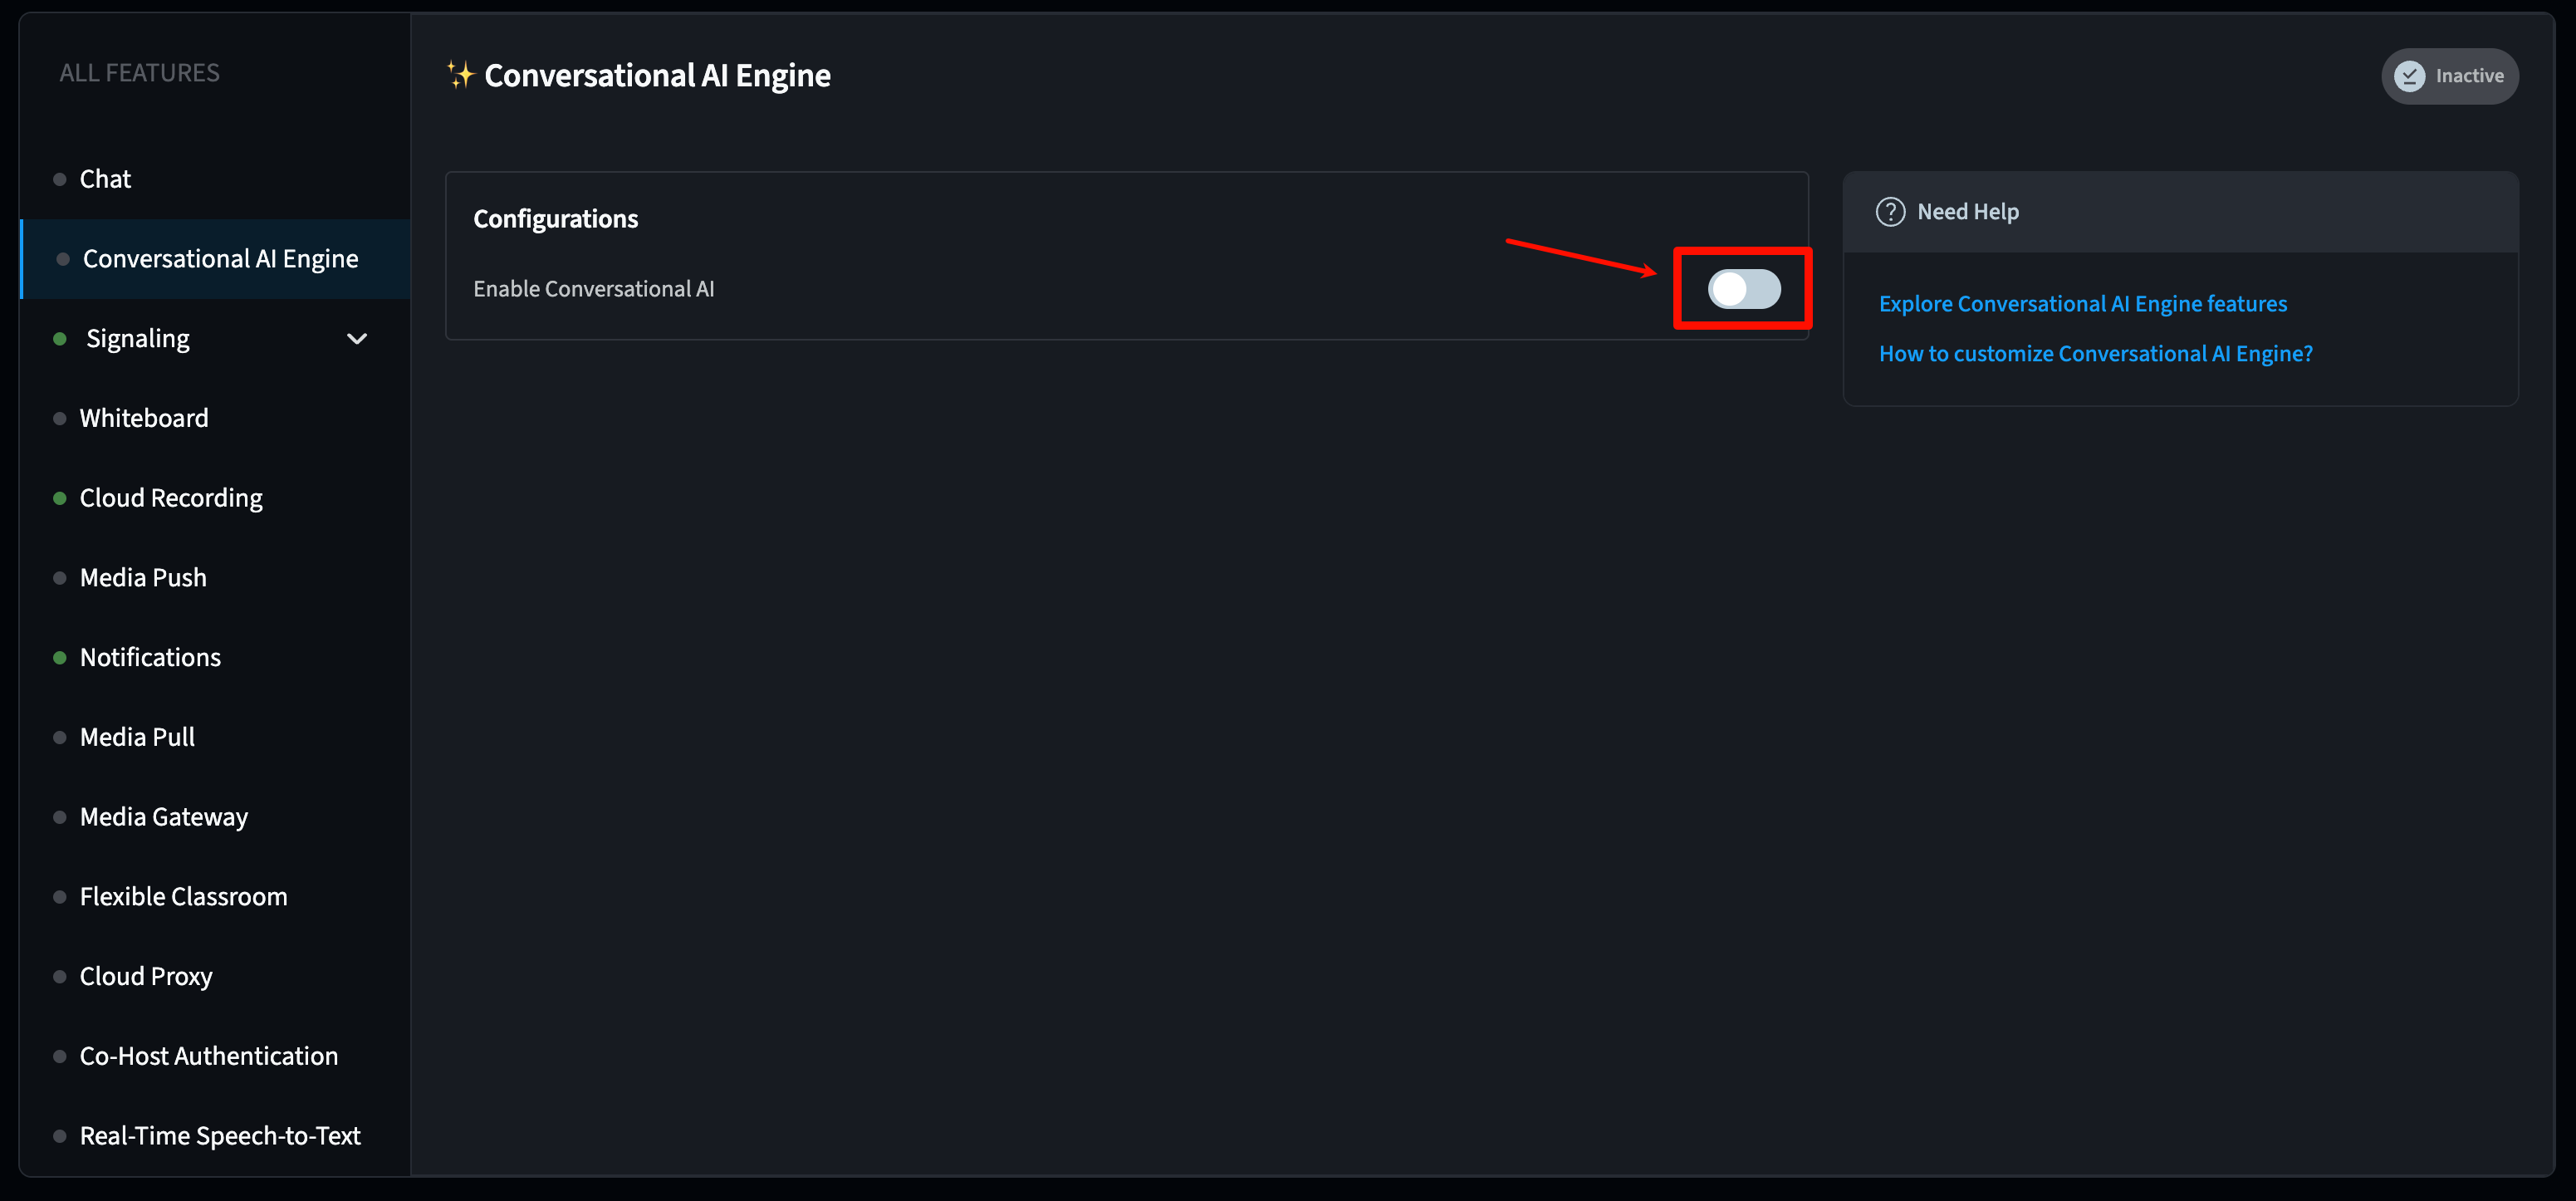 ALL FEATURES
Chat
Conversational AI Engine
Signaling
Whiteboard
Cloud Recording
Media Push
Notifications
Media Pull
Media Gateway
Flexible Classroom
Cloud Proxy
Co-Host Authentication
Real-Time Speech-to-Text
✨ Conversational AI Engine
Inactive
Configurations
Enable Conversational AI
Need Help
Explore Conversational AI Engine features
How to customize Conversational AI Engine?